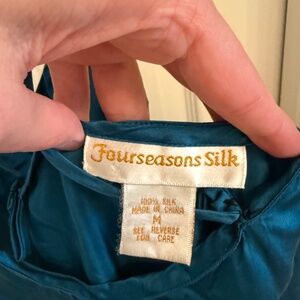 Fourseasons Silk
100% SILK
MADE IN CHINA
M
SEE REVERSE
FOR CARE